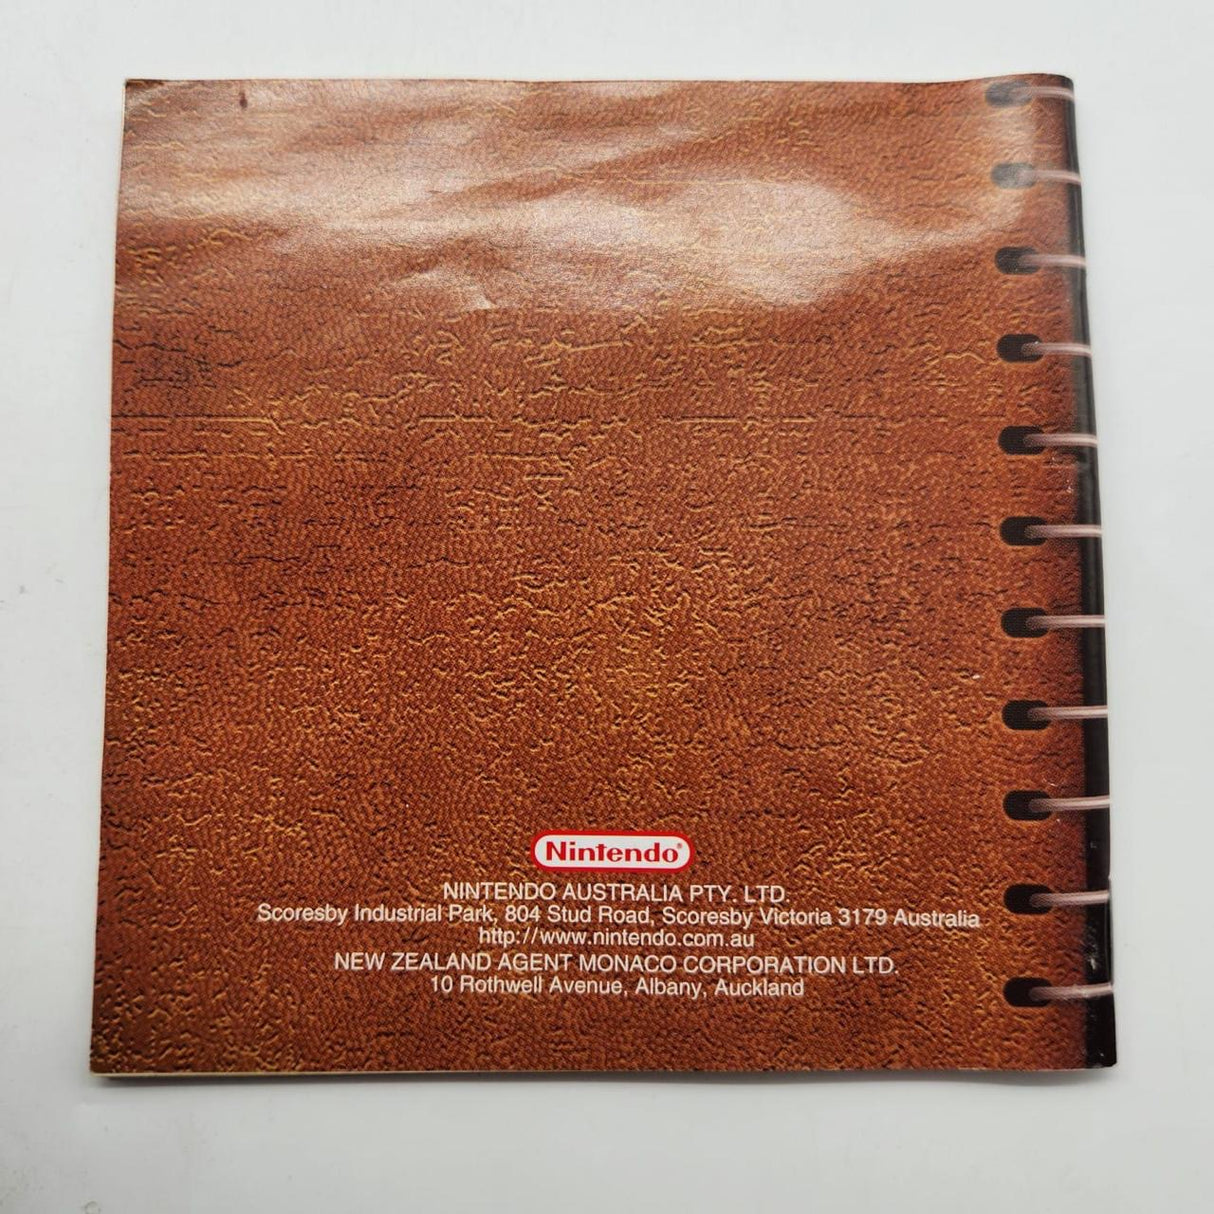 Nintendo®
NINTENDO AUSTRALIA PTY. LTD.
Scoresby Industrial Park, 804 Stud Road, Scoresby Victoria 3179 Australia
http://www.nintendo.com.au
NEW ZEALAND AGENT MONACO CORPORATION LTD.
10 Rothwell Avenue, Albany, Auckland